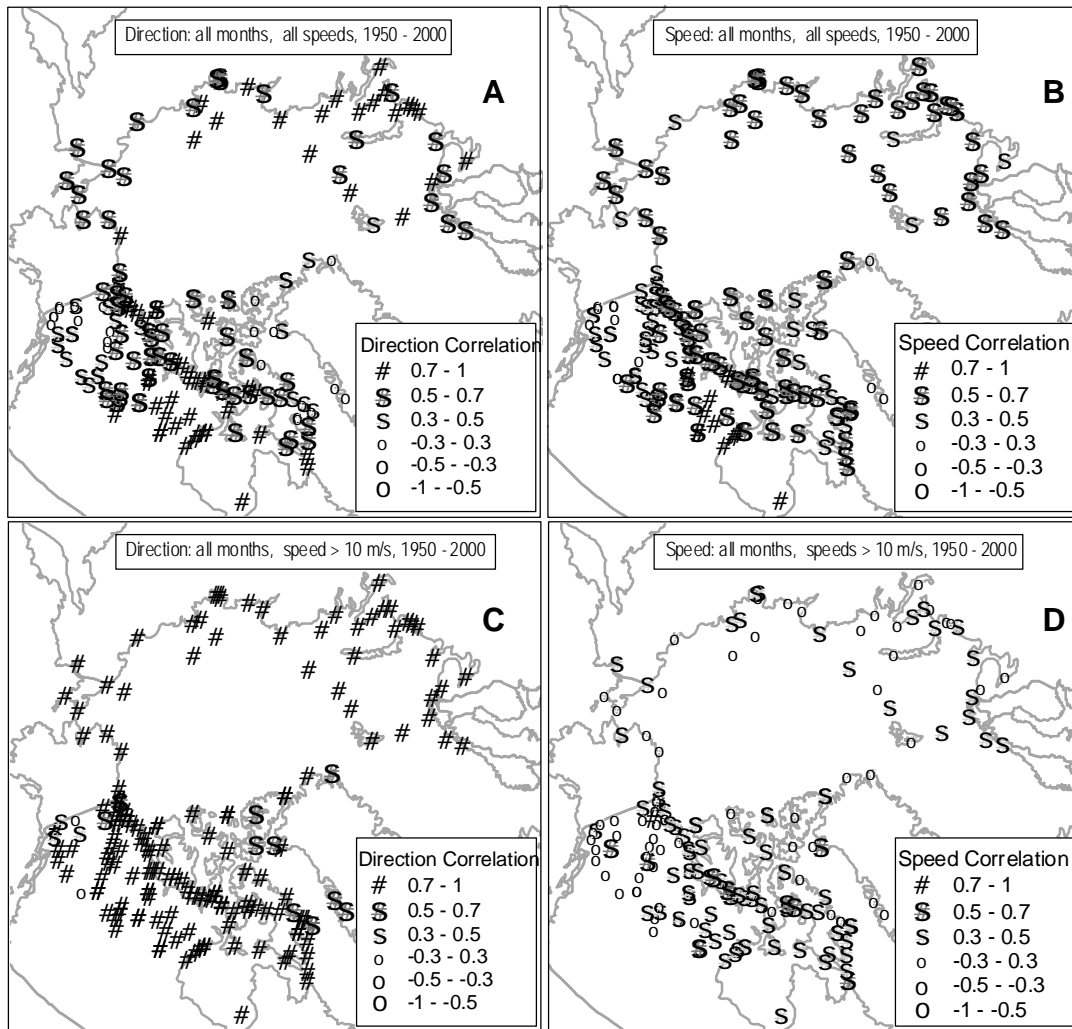 Direction: all months, all speeds, 1950 - 2000
A
Direction Correlation
# 0.7 - 1
S 0.5 - 0.7
S 0.3 - 0.5
o -0.3 - 0.3
o -0.5 - -0.3
o -1 - -0.5
Speed: all months, all speeds, 1950 - 2000
B
Speed Correlation
# 0.7 - 1
S 0.5 - 0.7
S 0.3 - 0.5
o -0.3 - 0.3
o -0.5 - -0.3
o -1 - -0.5
Direction: all months, speed > 10 m/s, 1950 - 2000
C
Direction Correlation
# 0.7 - 1
S 0.5 - 0.7
S 0.3 - 0.5
o -0.3 - 0.3
o -0.5 - -0.3
o -1 - -0.5
Speed: all months, speeds > 10 m/s, 1950 - 2000
D
Speed Correlation
# 0.7 - 1
S 0.5 - 0.7
S 0.3 - 0.5
o -0.3 - 0.3
o -0.5 - -0.3
o -1 - -0.5